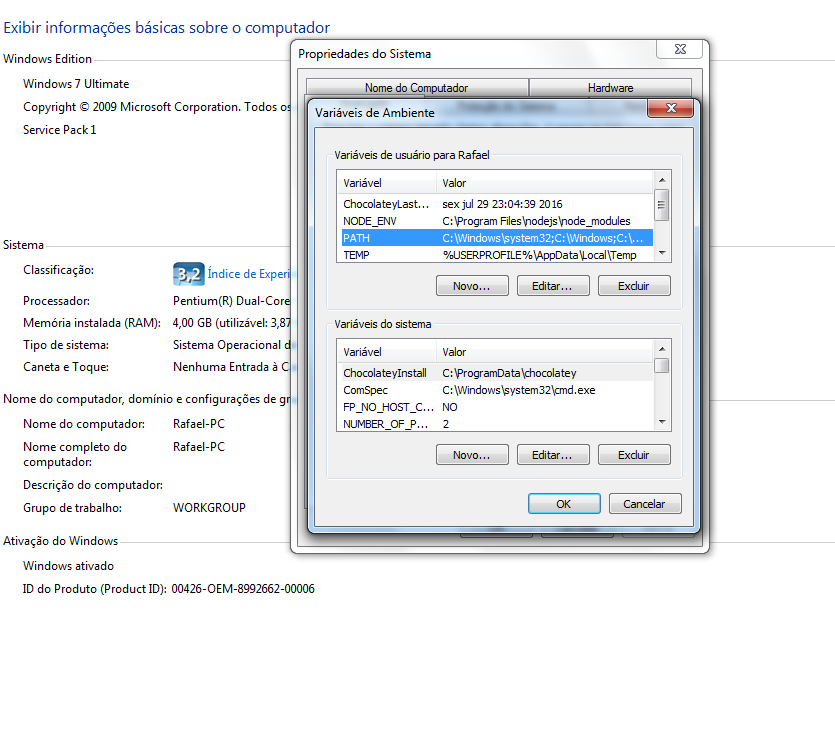 Exibir informações básicas sobre o computador
Windows Edition
Windows 7 Ultimate
Copyright © 2009 Microsoft Corporation. Todos os
Service Pack 1
Sistema
Classificação:
3,2 Índice de Experi
Processador:
Pentium(R) Dual-Core
Memória instalada (RAM):
4,00 GB (utilizável: 3,87
Tipo de sistema:
Sistema Operacional d
Caneta e Toque:
Nenhuma Entrada à C
Nome do computador, domínio e configurações de gr
Nome do computador:
Rafael-PC
Nome completo do
computador:
Rafael-PC
Descrição do computador:
Grupo de trabalho:
WORKGROUP
Ativação do Windows
Windows ativado
ID do Produto (Product ID): 00426-OEM-8992662-00006
Propriedades do Sistema
Nome do Computador
Hardware
Variáveis de Ambiente
Variáveis de usuário para Rafael
Variável Valor
ChocolateyLast... sex jul 29 23:04:39 2016
NODE_ENV C:\Program Files\nodejs\node_modules
PATH C:\Windows\system32;C:\Windows;C:\...
TEMP %USERPROFILE%\AppData\Local\Temp
Novo... Editar... Excluir
Variáveis do sistema
Variável Valor
ChocolateyInstall C:\ProgramData\chocolatey
ComSpec C:\Windows\system32\cmd.exe
FP_NO_HOST_C... NO
NUMBER_OF_P... 2
Novo... Editar... Excluir
OK Cancelar